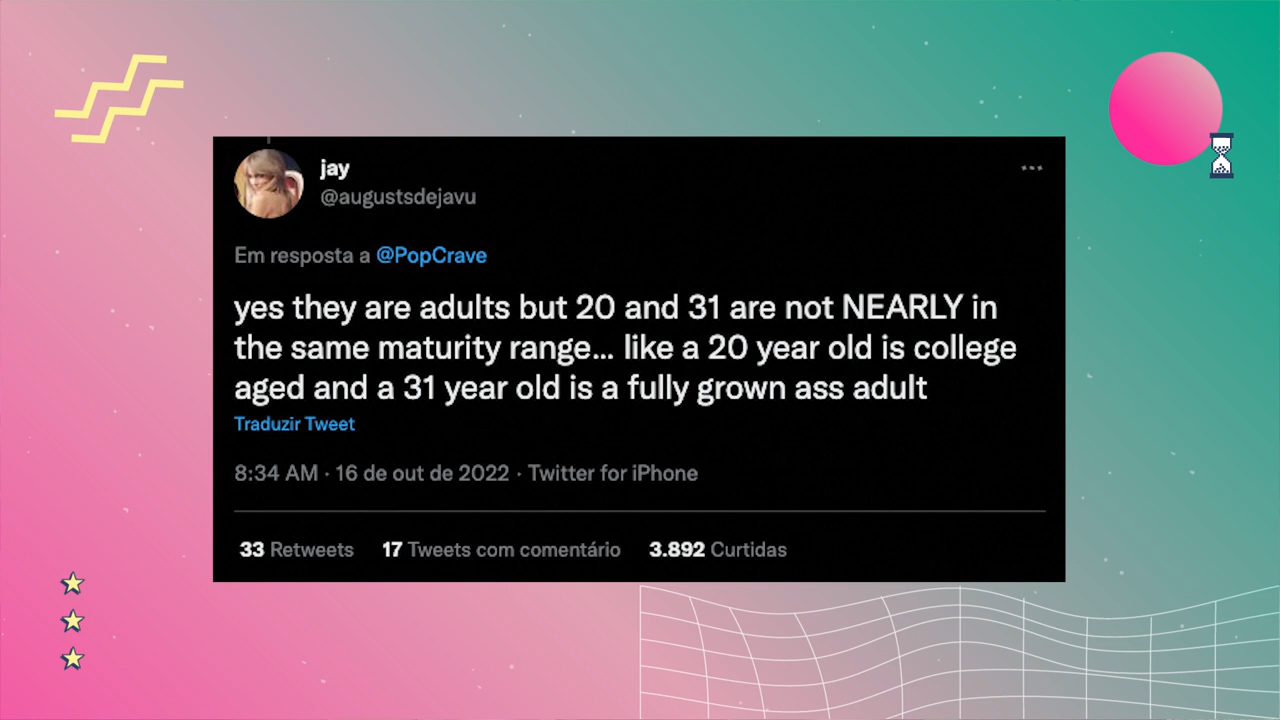 jay
@augustsdejavu
Em resposta a @PopCrave
yes they are adults but 20 and 31 are not NEARLY in
the same maturity range... like a 20 year old is college
aged and a 31 year old is a fully grown ass adult
Traduzir Tweet
8:34 AM · 16 de out de 2022 · Twitter for iPhone
33 Retweets 17 Tweets com comentário 3.892 Curtidas